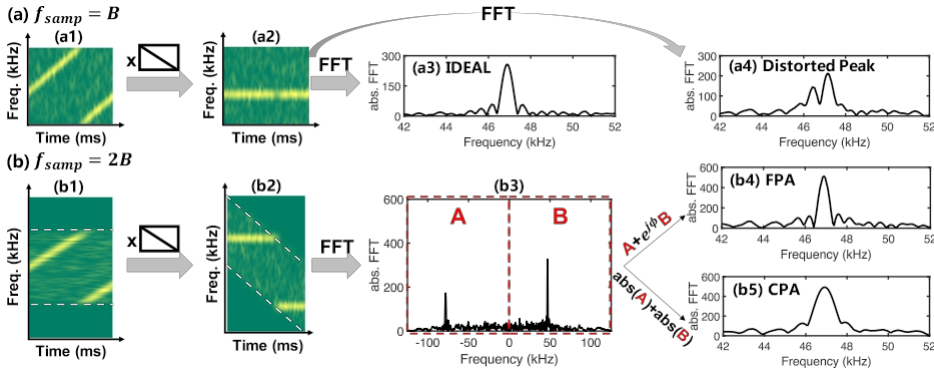 (a) f_samp = B
FFT
(a1)
Freq. (kHz)
Time (ms)
x
(a2)
Time (ms)
FFT
(a3) IDEAL
abs. FFT
300
150
0
42 44 46 48 50 52
Frequency (kHz)
(a4) Distorted Peak
abs. FFT
300
200
100
0
42 44 46 48 50 52
Frequency (kHz)
(b) f_samp = 2B
(b1)
Freq. (kHz)
Time (ms)
x
(b2)
Freq. (kHz)
Time (ms)
FFT
(b3)
A B
abs. FFT
600
400
200
0
-100 -50 0 50 100
Frequency (kHz)
A+e^{jϕ}B
abs(A)+abs(B)
(b4) FPA
abs. FFT
600
400
200
0
42 44 46 48 50 52
Frequency (kHz)
(b5) CPA
abs. FFT
600
400
200
0
42 44 46 48 50 52
Frequency (kHz)